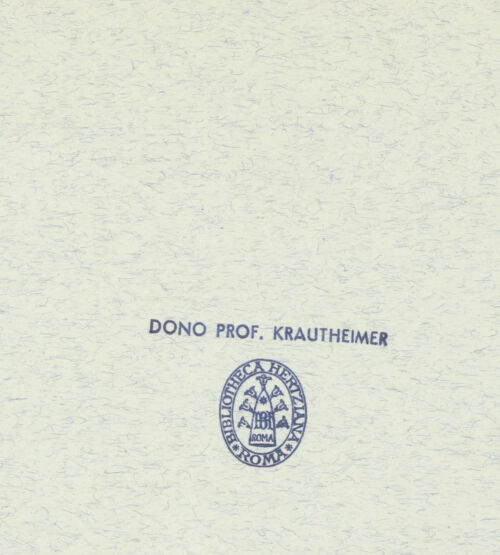 DONO PROF. KRAUTHEIMER
BIBLIOTHECA HERTZIANA
ROMA
ROMA